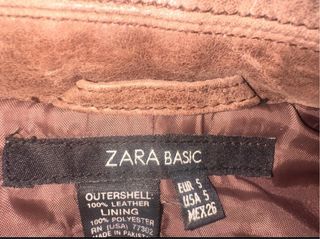 ZARA BASIC
OUTERSHELL:
100% LEATHER
LINING
100% POLYESTER
RN (USA) 77302
MADE IN PAKISTAN
EUR S
USA S
MEX 26